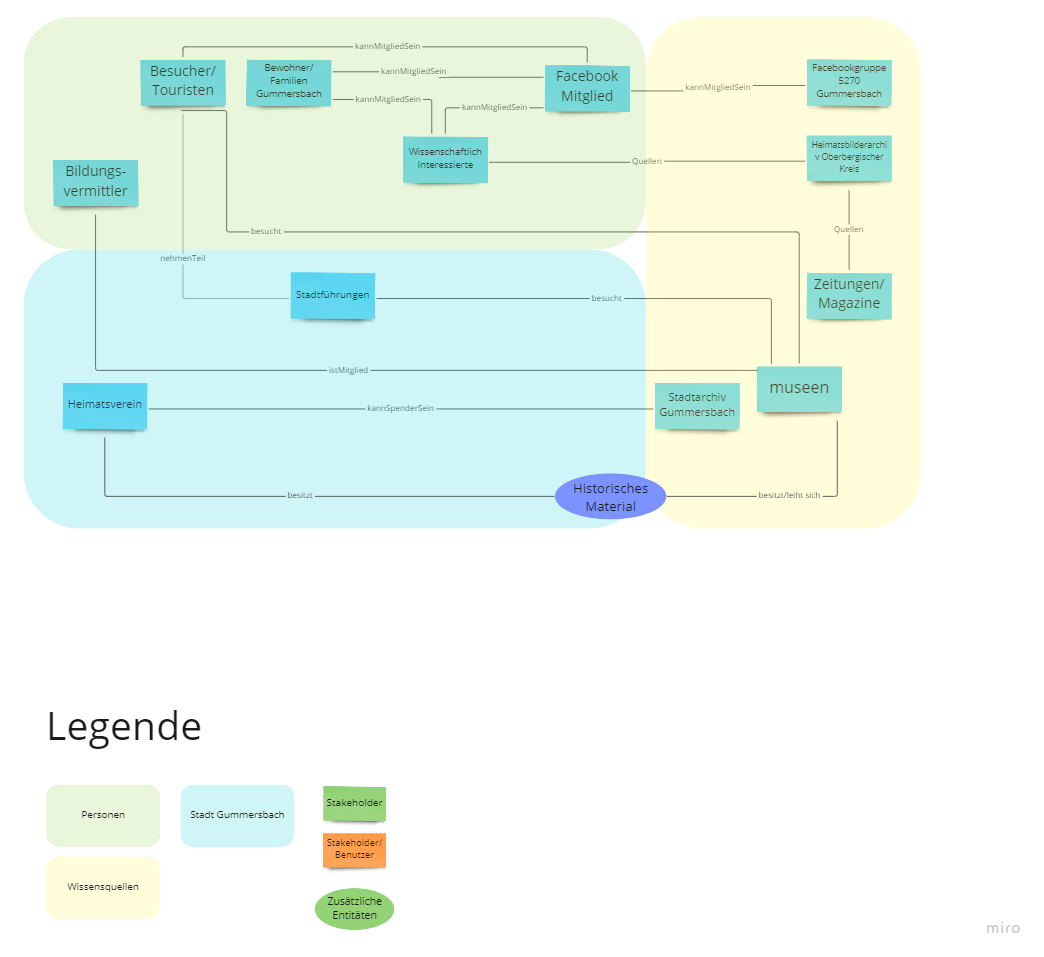 kannMitgliedSein
Besucher/
Touristen
Bewohner/
Familien
Gummersbach
kannMitgliedSein
kannMitgliedSein
kannMitgliedSein
Facebook
Mitglied
kannMitgliedSein
Facebookgruppe
5270
Gummersbach
Wissenschaftlich
Interessierte
Quellen
Heimatsbilderarchi
v Oberbergischer
Kreis
Bildungs-
vermittler
besucht
Quellen
nehmenTeil
Stadtführungen
besucht
Zeitungen/
Magazine
istMitglied
museen
Heimatsverein
kannSpenderSein
Stadtarchiv
Gummersbach
besitzt
Historisches
Material
besitzt/leiht sich
Legende
Personen
Stadt Gummersbach
Stakeholder
Stakeholder/
Benutzer
Wissensquellen
Zusätzliche
Entitäten
miro